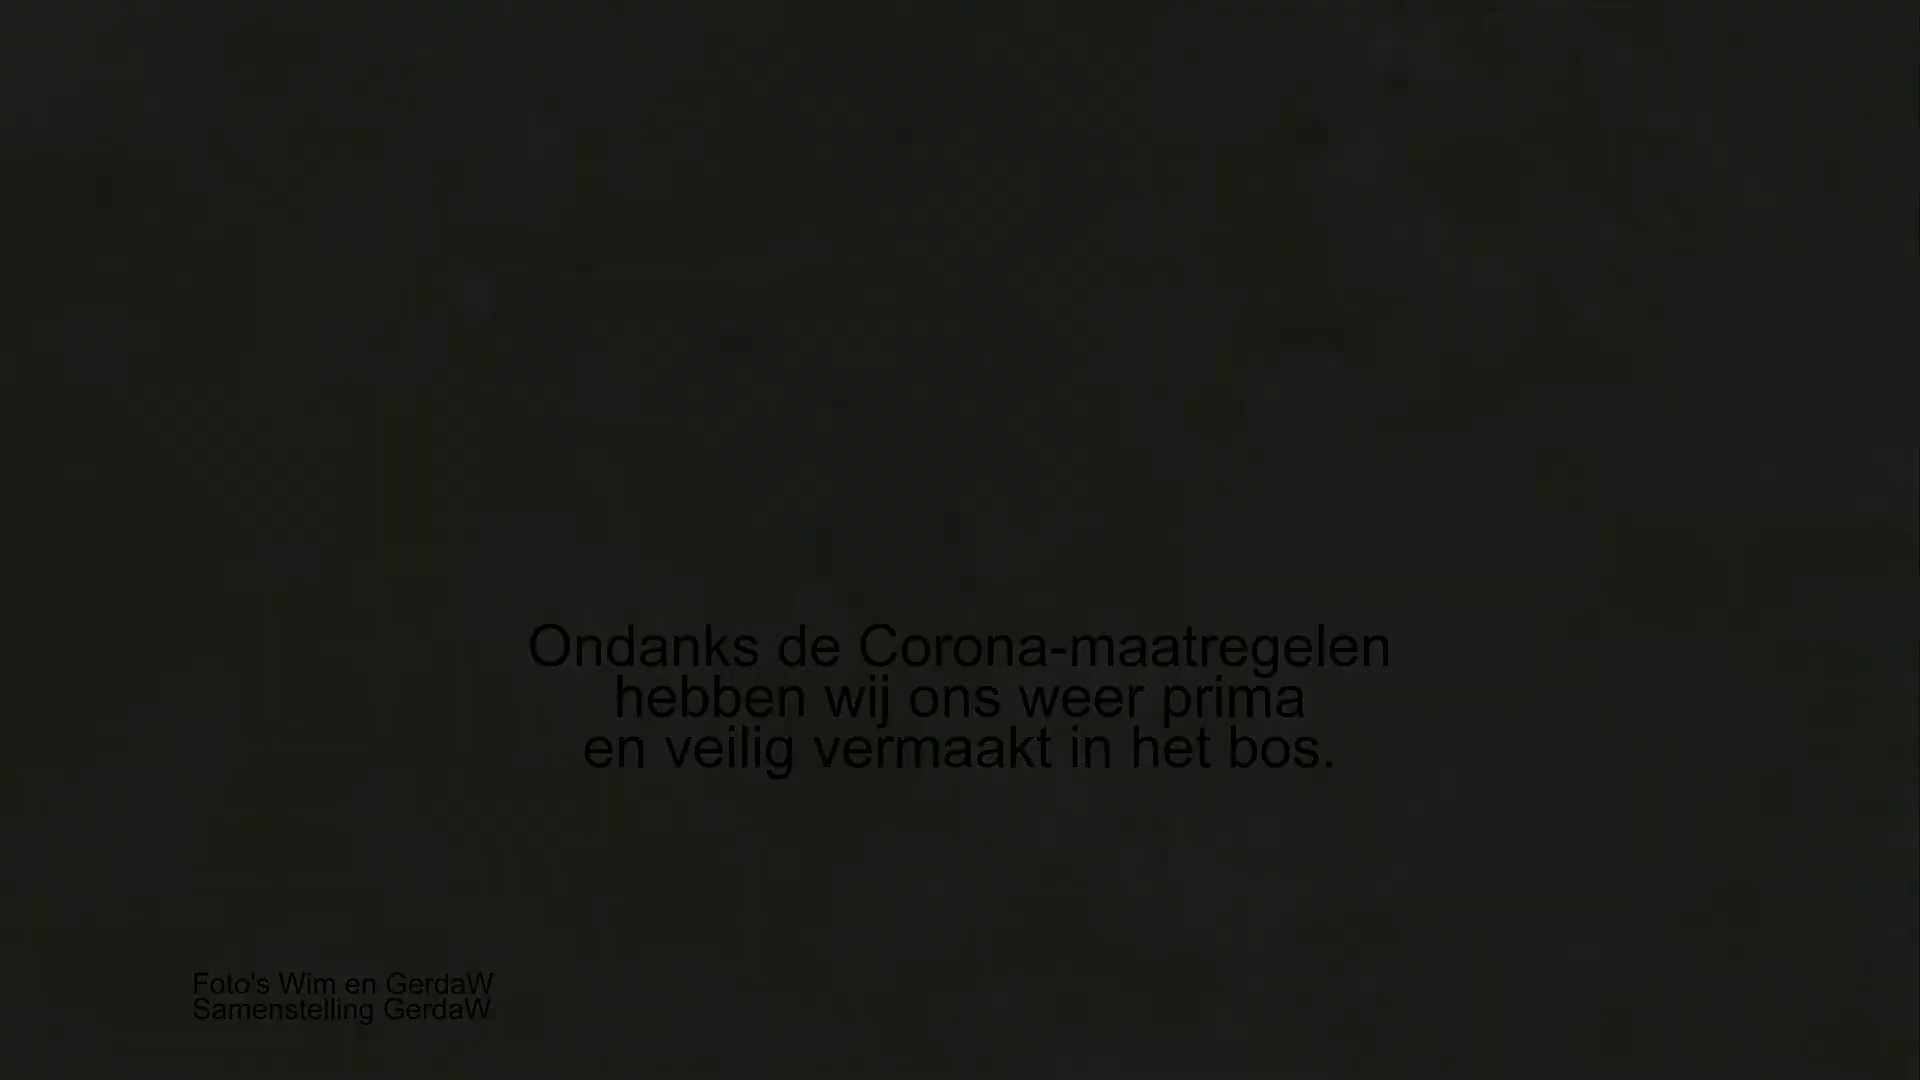 Ondanks de Corona-maatregelen
hebben wij ons weer prima
en veilig vermaakt in het bos.
Foto's Wim en GerdaW
Samenstelling GerdaW